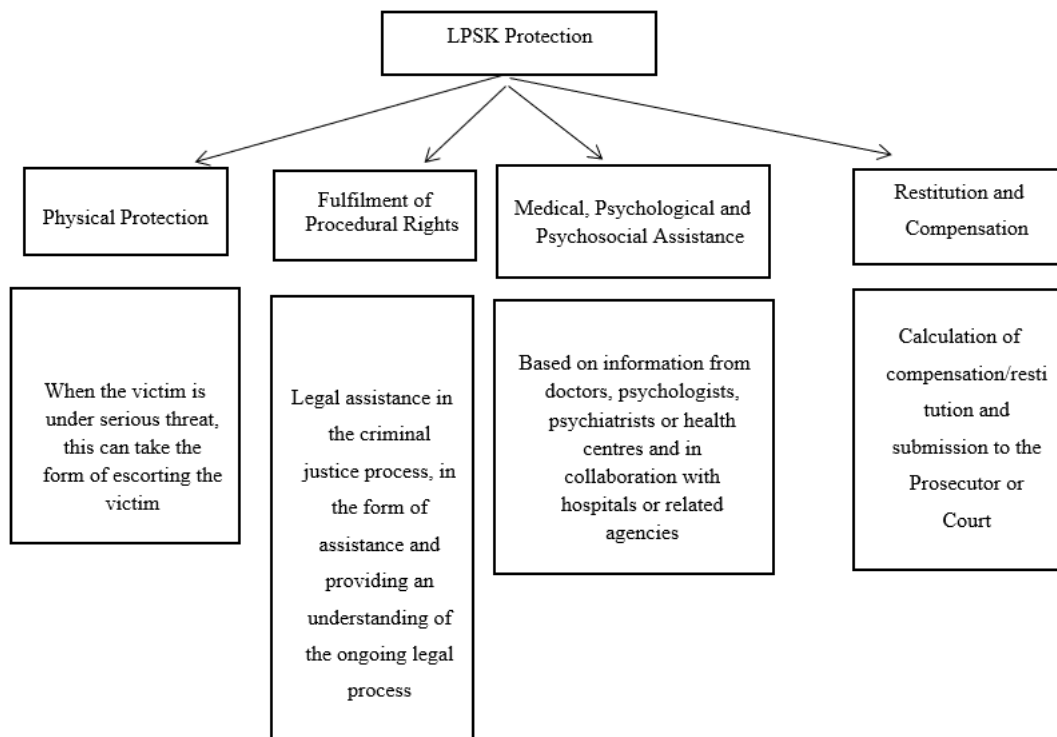 LPSK Protection
Physical Protection
Fulfilment of
Procedural Rights
Medical, Psychological and
Psychosocial Assistance
Restitution and
Compensation
When the victim is
under serious threat,
this can take the
form of escorting the
victim
Legal assistance in
the criminal
justice process, in
the form of
assistance and
providing an
understanding of
the ongoing legal
process
Based on information from
doctors, psychologists,
psychiatrists or health
centres and in
collaboration with
hospitals or related
agencies
Calculation of
compensation/resti
tution and
submission to the
Prosecutor or
Court